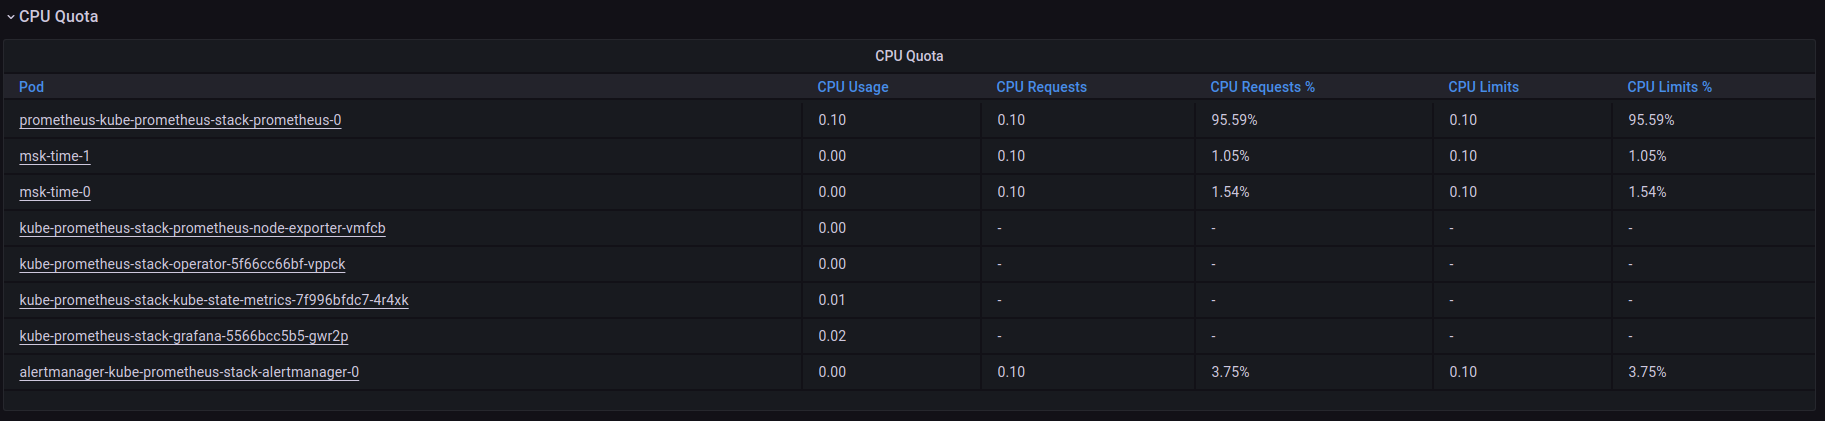 CPU Quota
CPU Quota
Pod CPU Usage CPU Requests CPU Requests % CPU Limits CPU Limits %
prometheus-kube-prometheus-stack-prometheus-0 0.10 0.10 95.59% 0.10 95.59%
msk-time-1 0.00 0.10 1.05% 0.10 1.05%
msk-time-0 0.00 0.10 1.54% 0.10 1.54%
kube-prometheus-stack-prometheus-node-exporter-vmfcb 0.00 - - - -
kube-prometheus-stack-operator-5f66cc66bf-vppck 0.00 - - - -
kube-prometheus-stack-kube-state-metrics-7f996bfdc7-4r4xk 0.01 - - - -
kube-prometheus-stack-grafana-5566bcc5b5-gwr2p 0.02 - - - -
alertmanager-kube-prometheus-stack-alertmanager-0 0.00 0.10 3.75% 0.10 3.75%